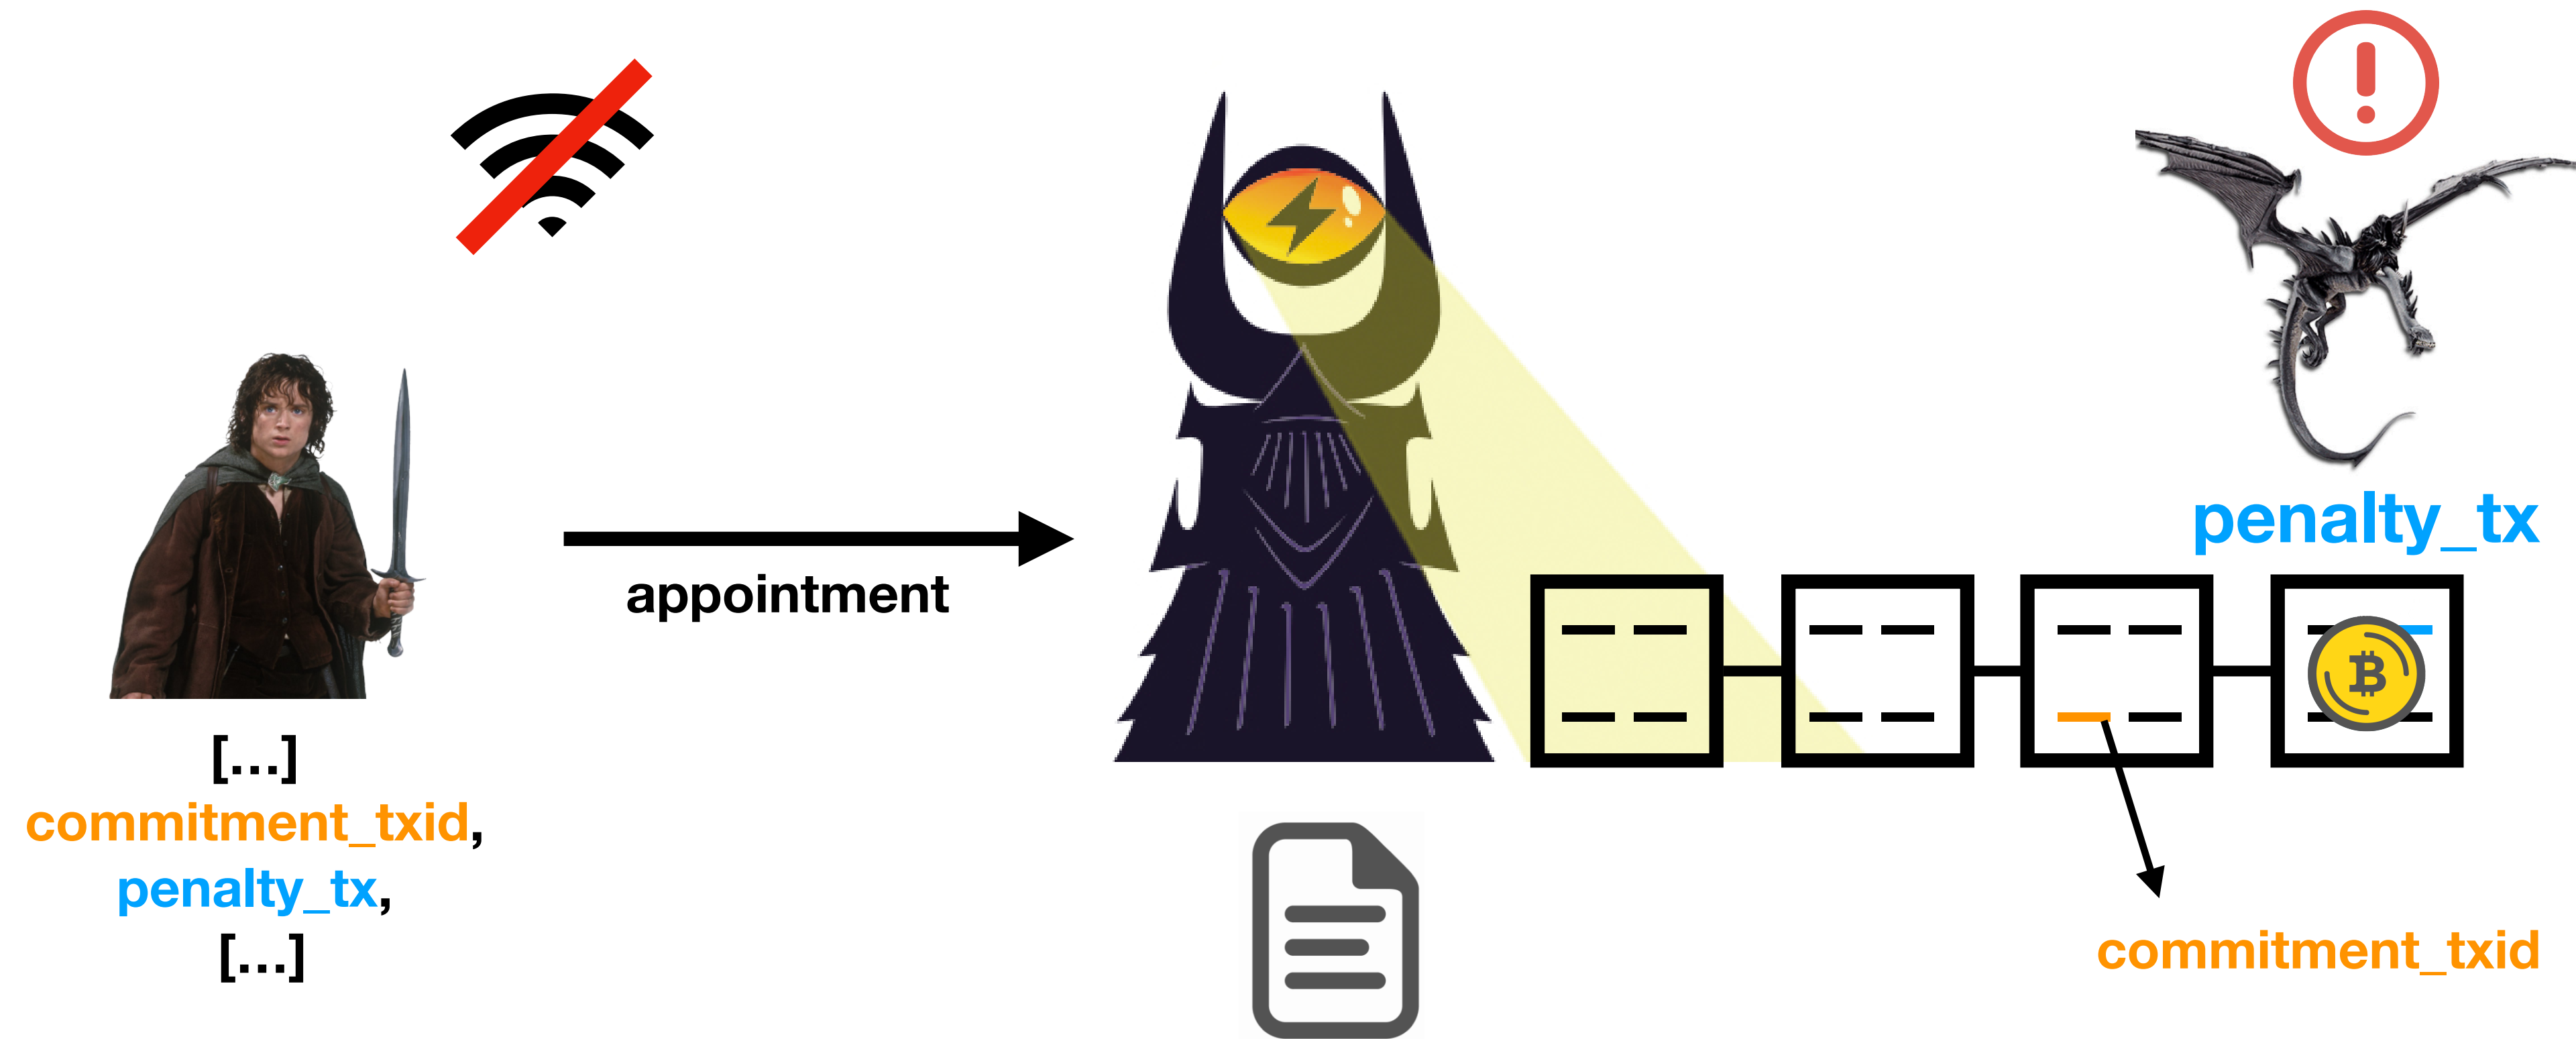 appointment
[...]
commitment_txid,
penalty_tx,
[...]
penalty_tx
commitment_txid